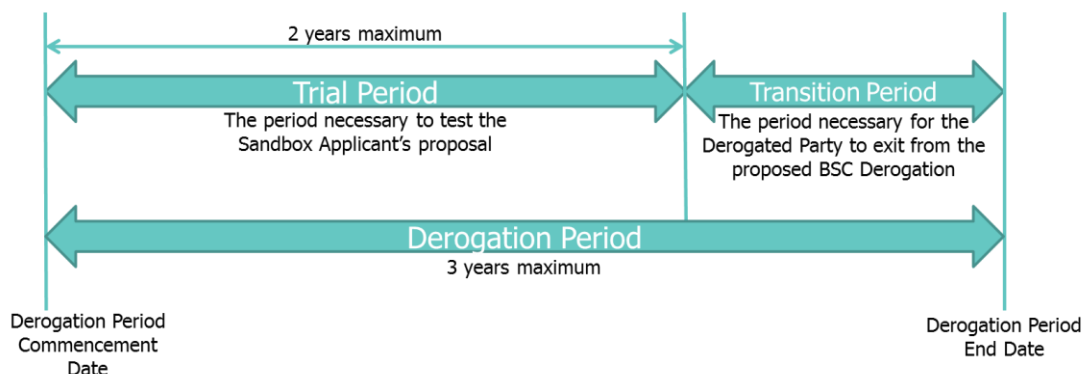 2 years maximum
Trial Period
The period necessary to test the
Sandbox Applicant's proposal
Transition Period
The period necessary for the
Derogated Party to exit from the
proposed BSC Derogation
Derogation Period
3 years maximum
Derogation Period
Commencement
Date
Derogation Period
End Date